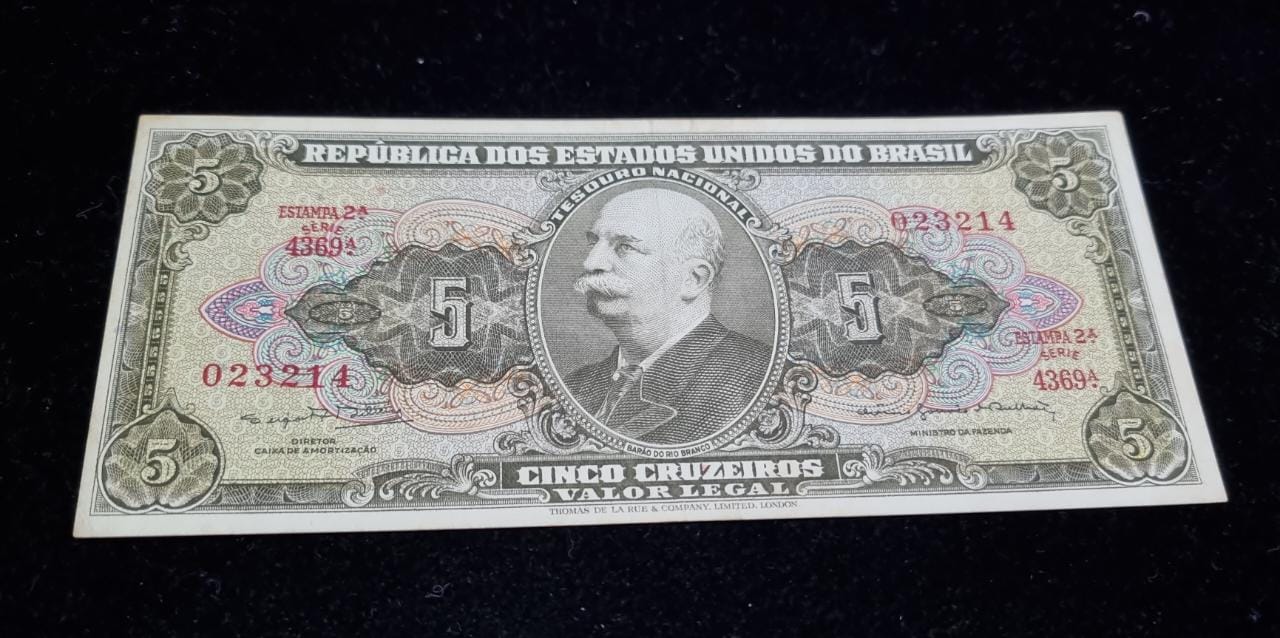 REPÚBLICA DOS ESTADOS UNIDOS DO BRASIL
5
5
TESOURO NACIONAL
ESTAMPA 2ª
SÉRIE
4369ª
023214
5
5
5
5
023214
ESTAMPA 2ª
SÉRIE
4369ª
DIRETOR
CAIXA DE AMORTIZAÇÃO
MINISTRO DA FAZENDA
BARÃO DO RIO BRANCO
5
5
CINCO CRUZEIROS
VALOR LEGAL
THOMAS DE LA RUE & COMPANY, LIMITED, LONDON